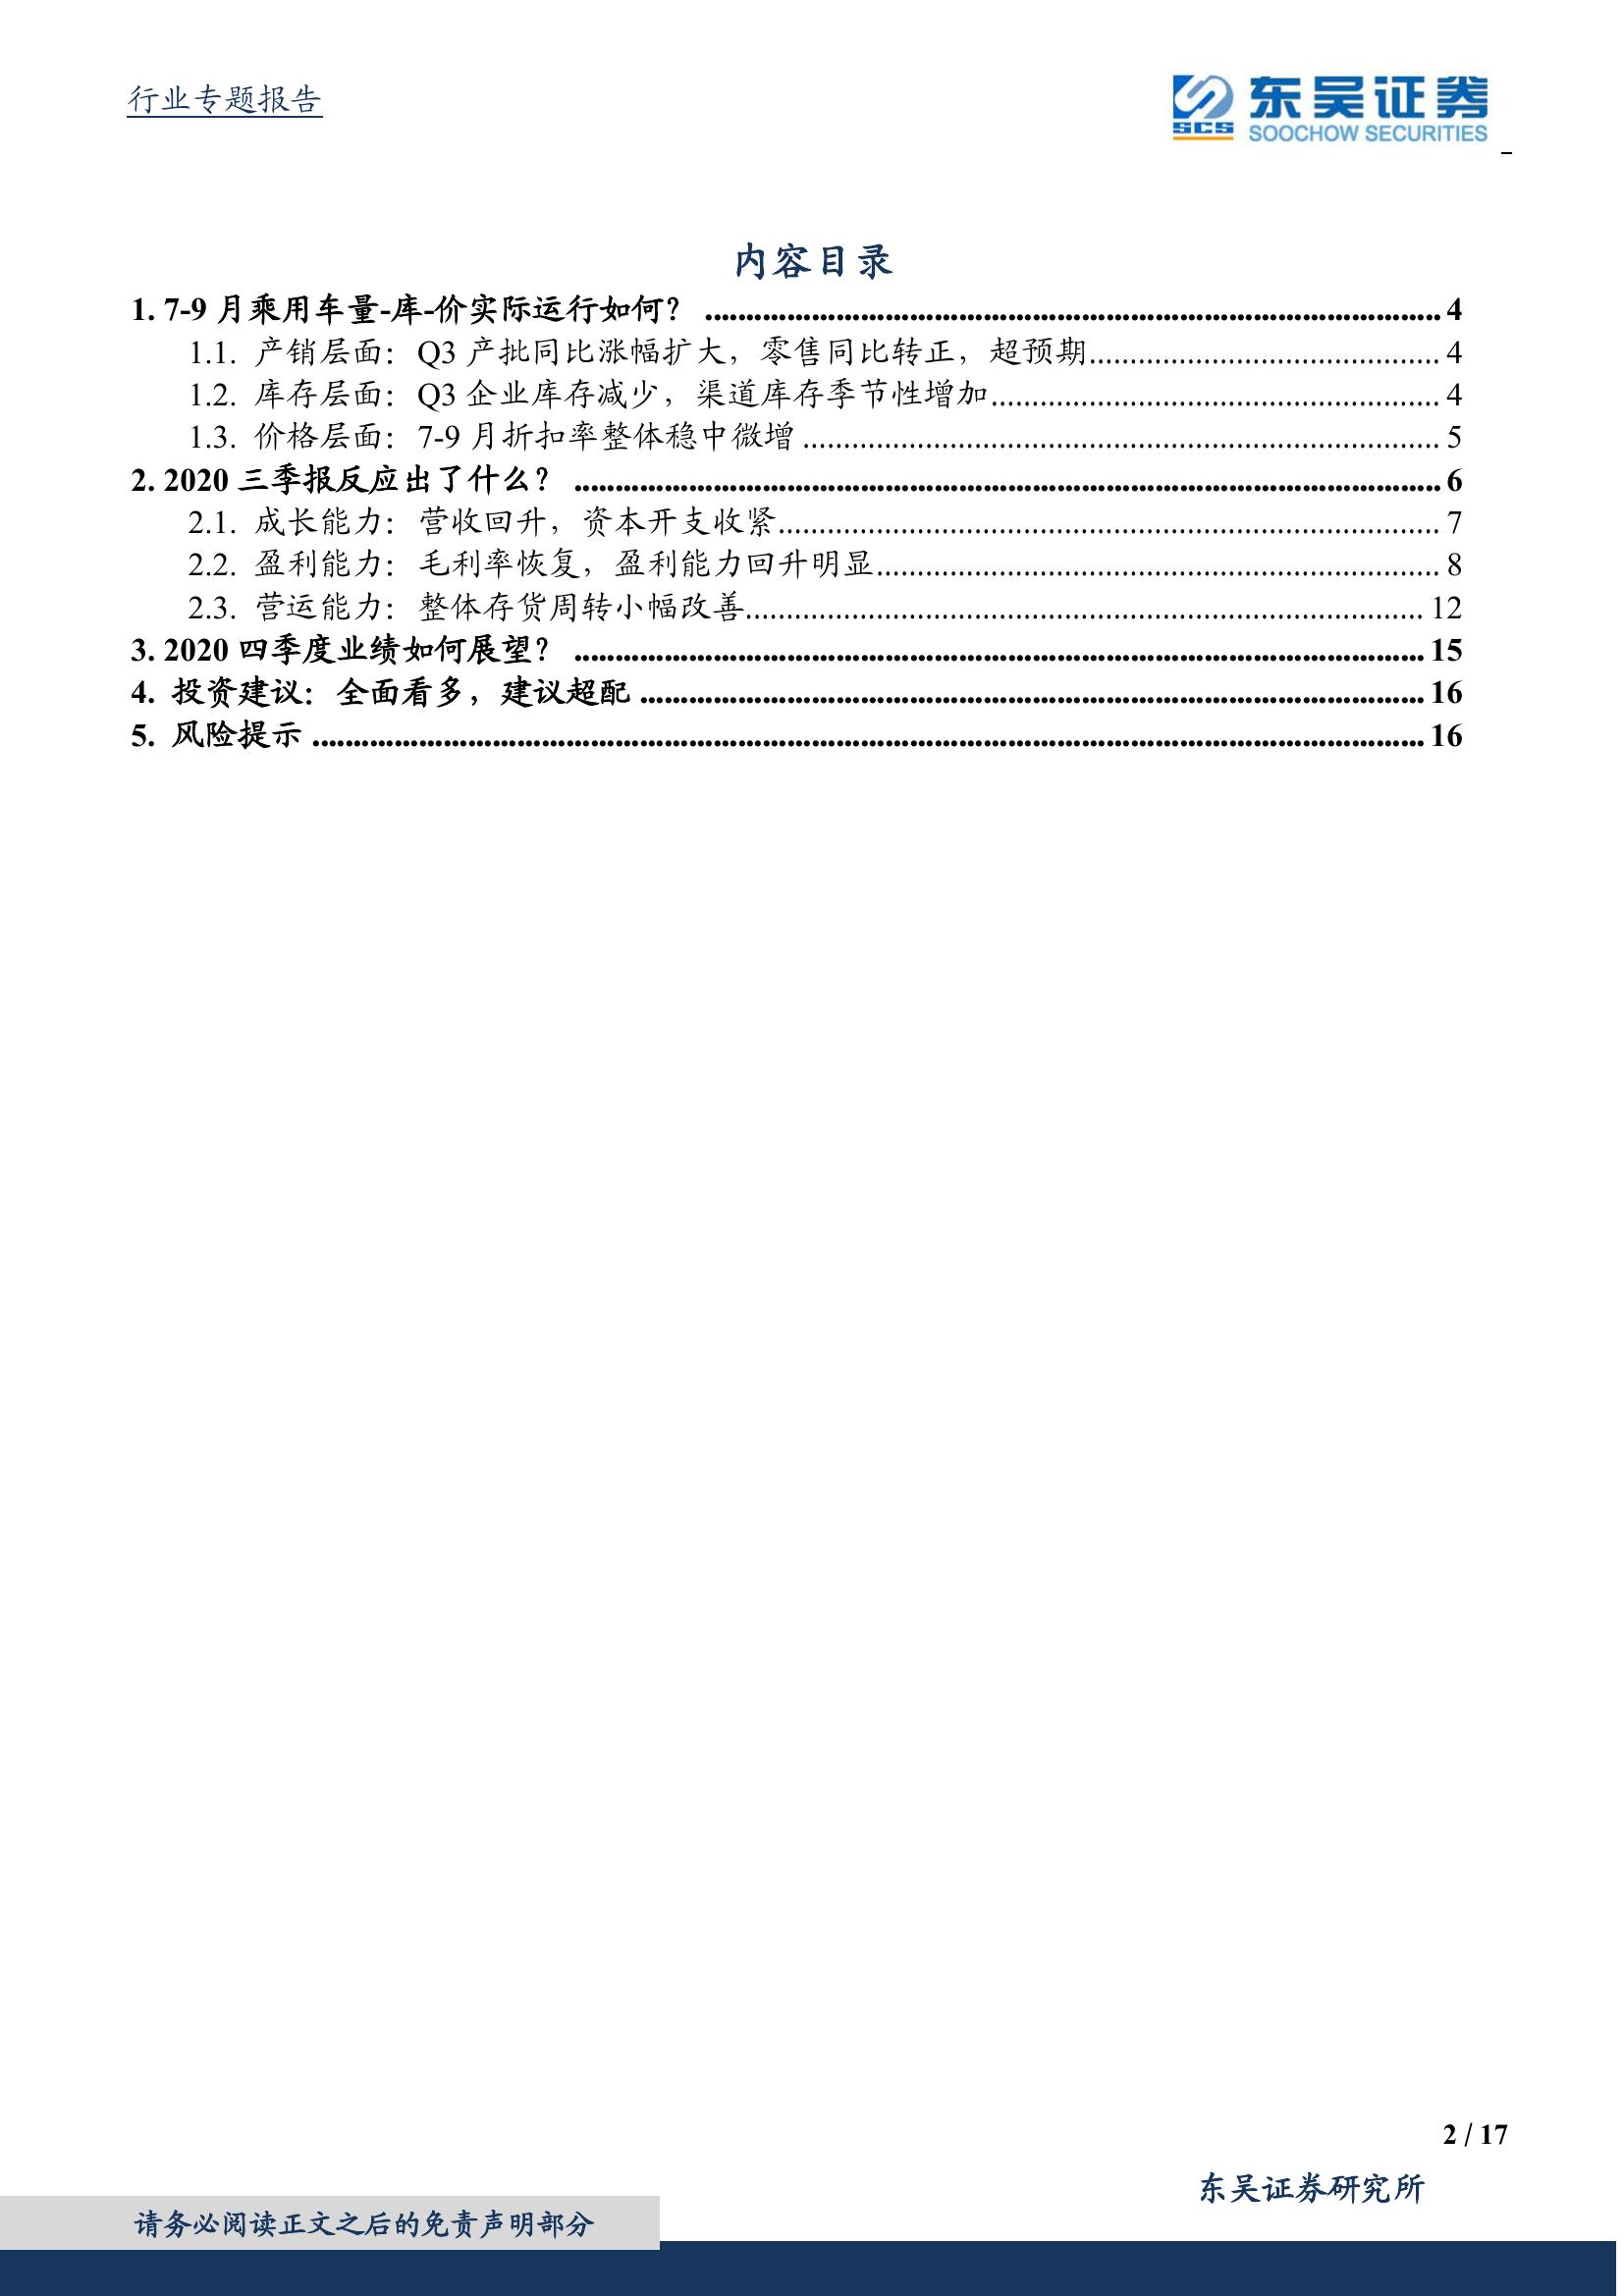 行业专题报告
东吴证券
SCS
SOOCHOW SECURITIES
内容目录
1. 7-9 月乘用车量-库-价实际运行如何？ .......... 4
1.1. 产销层面：Q3 产批同比涨幅扩大，零售同比转正，超预期.......... 4
1.2. 库存层面：Q3 企业库存减少，渠道库存季节性增加.......... 4
1.3. 价格层面：7-9 月折扣率整体稳中微增 .......... 5
2. 2020 三季报反应出了什么？ .......... 6
2.1. 成长能力：营收回升，资本开支收紧.......... 7
2.2. 盈利能力：毛利率恢复，盈利能力回升明显.......... 8
2.3. 营运能力：整体存货周转小幅改善.......... 12
3. 2020 四季度业绩如何展望？ .......... 15
4. 投资建议：全面看多，建议超配 .......... 16
5. 风险提示 .......... 16
2 / 17
东吴证券研究所
请务必阅读正文之后的免责声明部分